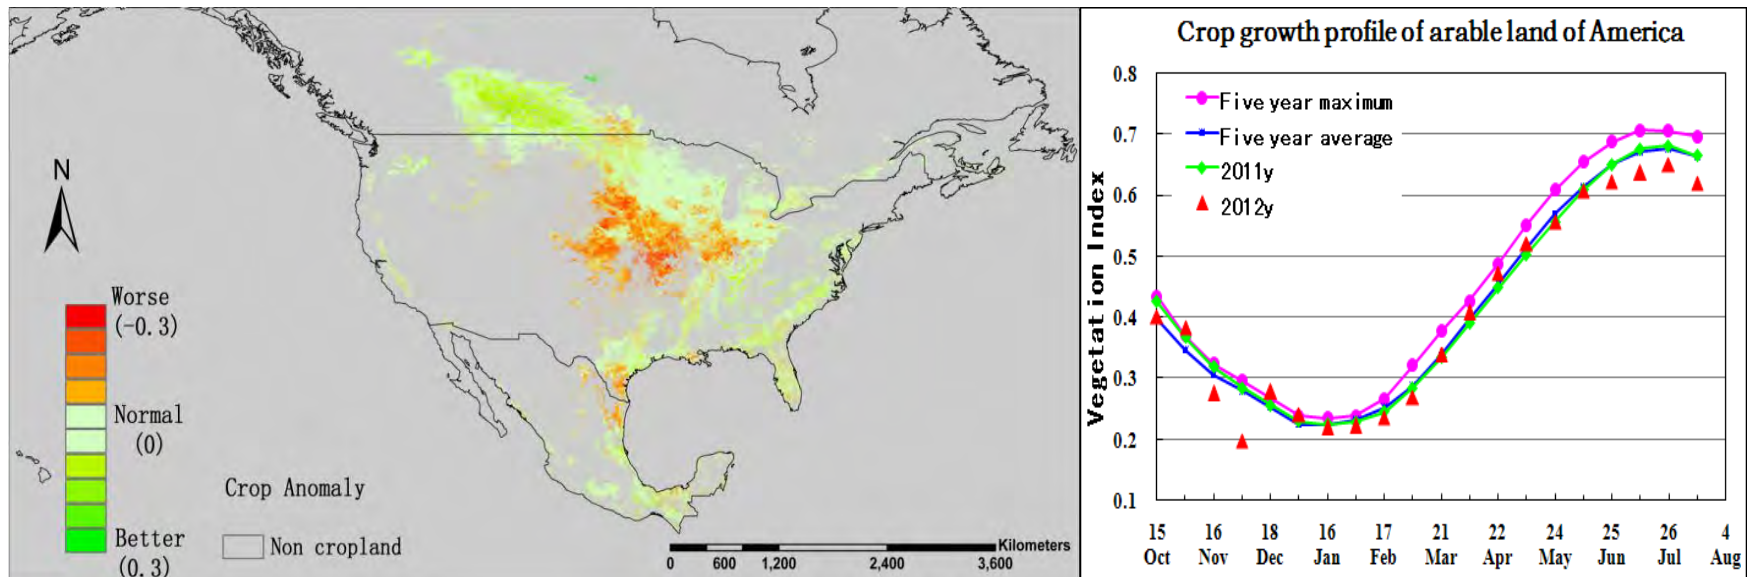 N
Worse
(-0.3)
Normal
(0)
Better
(0.3)
Crop Anomaly
Non cropland
Kilometers
0 600 1,200 2,400 3,600
Crop growth profile of arable land of America
Vegetation Index
0.8
0.7
0.6
0.5
0.4
0.3
0.2
0.1
Five year maximum
Five year average
2011y
2012y
15 16 18 16 17 21 22 24 25 26 4
Oct Nov Dec Jan Feb Mar Apr May Jun Jul Aug